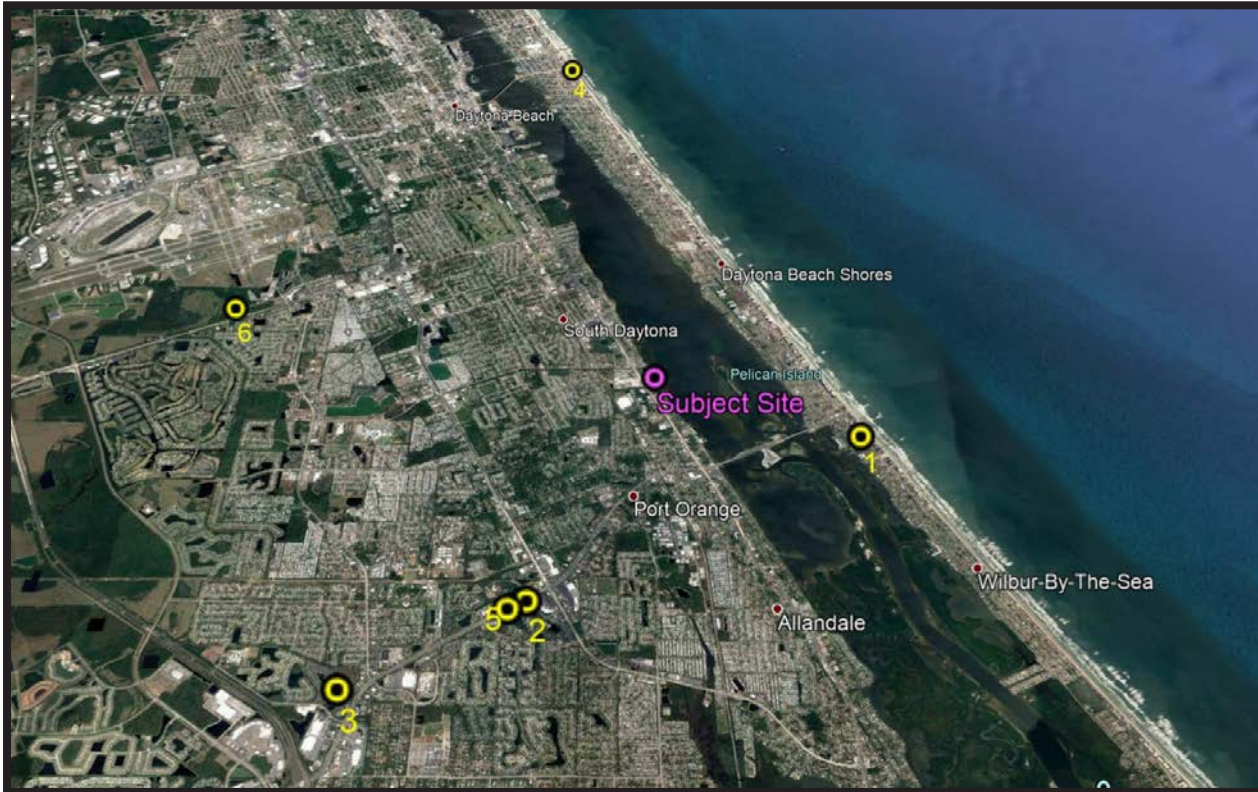 4
Daytona Beach
Daytona Beach Shores
6
South Daytona
Pelican Island
Subject Site
1
Port Orange
Wilbur-By-The-Sea
5
2
Allandale
3